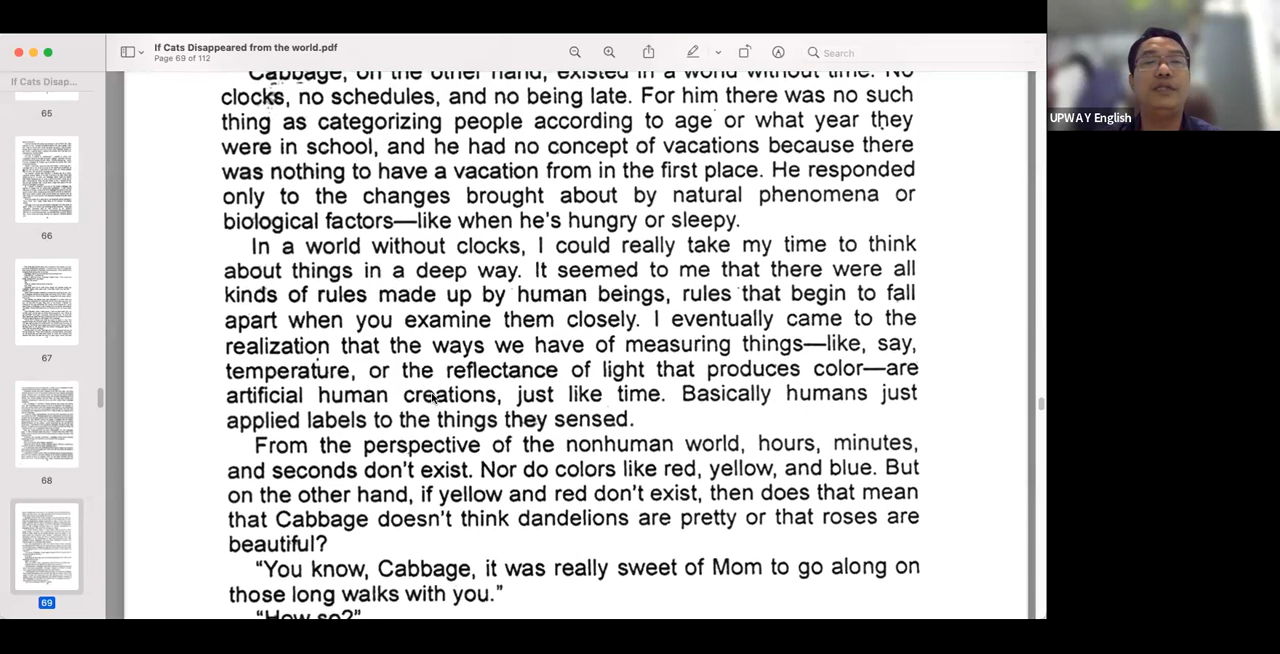 If Cats Disappeared from the world.pdf
Page 69 of 112
Search
If Cats Disap...
65
66
67
68
69
Cabbage, on the other hand, existed in a world without time. No
clocks, no schedules, and no being late. For him there was no such
thing as categorizing people according to age or what year they
were in school, and he had no concept of vacations because there
was nothing to have a vacation from in the first place. He responded
only to the changes brought about by natural phenomena or
biological factors—like when he's hungry or sleepy.
In a world without clocks, I could really take my time to think
about things in a deep way. It seemed to me that there were all
kinds of rules made up by human beings, rules that begin to fall
apart when you examine them closely. I eventually came to the
realization that the ways we have of measuring things—like, say,
temperature, or the reflectance of light that produces color—are
artificial human creations, just like time. Basically humans just
applied labels to the things they sensed.
From the perspective of the nonhuman world, hours, minutes,
and seconds don't exist. Nor do colors like red, yellow, and blue. But
on the other hand, if yellow and red don't exist, then does that mean
that Cabbage doesn't think dandelions are pretty or that roses are
beautiful?
"You know, Cabbage, it was really sweet of Mom to go along on
those long walks with you."
"How so?"
UPWAY English